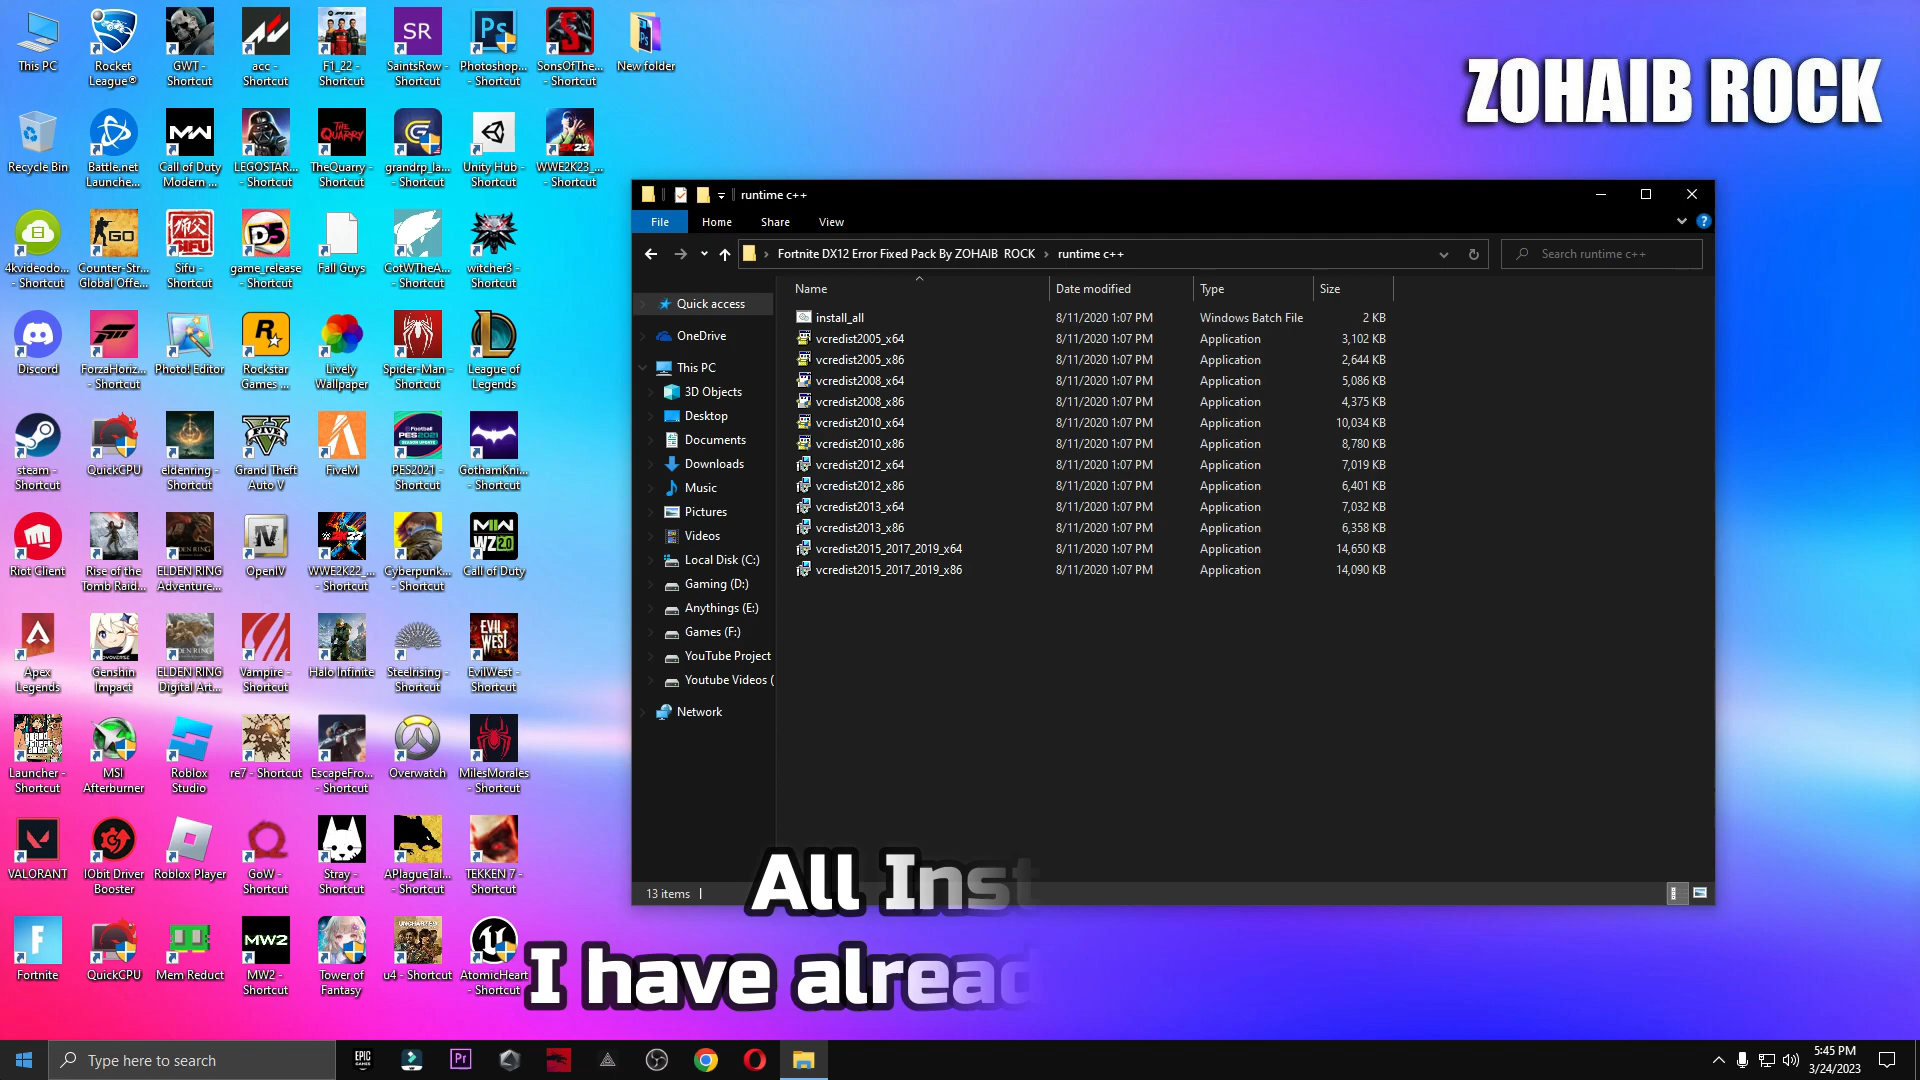 ZOHAIB ROCK
This PC
Rocket League®
GWT - Shortcut
acc - Shortcut
F1_22 - Shortcut
SaintsRow - Shortcut
Photoshop... - Shortcut
SonsOfThe... - Shortcut
New folder
Recycle Bin
Battle.net Launche...
Call of Duty Modern ...
LEGOSTAR... - Shortcut
TheQuarry - Shortcut
grandrp_la... - Shortcut
Unity Hub - Shortcut
WWE2K23_... - Shortcut
4kvideodo... - Shortcut
Counter-Str... Global Offe...
Sifu - Shortcut
game_release - Shortcut
Fall Guys
CotWTheA... - Shortcut
witcher3 - Shortcut
Discord
ForzaHoriz... - Shortcut
Photo! Editor
Rockstar Games ...
Lively Wallpaper
Spider-Man - Shortcut
League of Legends
steam - Shortcut
QuickCPU
eldenring - Shortcut
Grand Theft Auto V
FiveM
PES2021 - Shortcut
GothamKni... - Shortcut
Riot Client
Rise of the Tomb Raid...
ELDEN RING Adventure...
OpenIV
WWE2K22_... - Shortcut
Cyberpunk... - Shortcut
Call of Duty
Apex Legends
Genshin Impact
ELDEN RING Digital Art...
Vampire - Shortcut
Halo Infinite
Steelrising - Shortcut
EvilWest - Shortcut
Launcher - Shortcut
MSI Afterburner
Roblox Studio
re7 - Shortcut
EscapeFro... - Shortcut
Overwatch
MilesMorales - Shortcut
VALORANT
IObit Driver Booster
Roblox Player
GoW - Shortcut
Stray - Shortcut
APlagueTal... - Shortcut
TEKKEN 7 - Shortcut
Fortnite
QuickCPU
Mem Reduct
MW2 - Shortcut
Tower of Fantasy
u4 - Shortcut
AtomicHeart - Shortcut
runtime c++
File Home Share View
Fortnite DX12 Error Fixed Pack By ZOHAIB ROCK › runtime c++
Search runtime c++
Quick access
OneDrive
This PC
3D Objects
Desktop
Documents
Downloads
Music
Pictures
Videos
Local Disk (C:)
Gaming (D:)
Anythings (E:)
Games (F:)
YouTube Project
Youtube Videos (
Network
Name Date modified Type Size
install_all 8/11/2020 1:07 PM Windows Batch File 2 KB
vcredist2005_x64 8/11/2020 1:07 PM Application 3,102 KB
vcredist2005_x86 8/11/2020 1:07 PM Application 2,644 KB
vcredist2008_x64 8/11/2020 1:07 PM Application 5,086 KB
vcredist2008_x86 8/11/2020 1:07 PM Application 4,375 KB
vcredist2010_x64 8/11/2020 1:07 PM Application 10,034 KB
vcredist2010_x86 8/11/2020 1:07 PM Application 8,780 KB
vcredist2012_x64 8/11/2020 1:07 PM Application 7,019 KB
vcredist2012_x86 8/11/2020 1:07 PM Application 6,401 KB
vcredist2013_x64 8/11/2020 1:07 PM Application 7,032 KB
vcredist2013_x86 8/11/2020 1:07 PM Application 6,358 KB
vcredist2015_2017_2019_x64 8/11/2020 1:07 PM Application 14,650 KB
vcredist2015_2017_2019_x86 8/11/2020 1:07 PM Application 14,090 KB
13 items
All Inst
I have alread
Type here to search
5:45 PM
3/24/2023